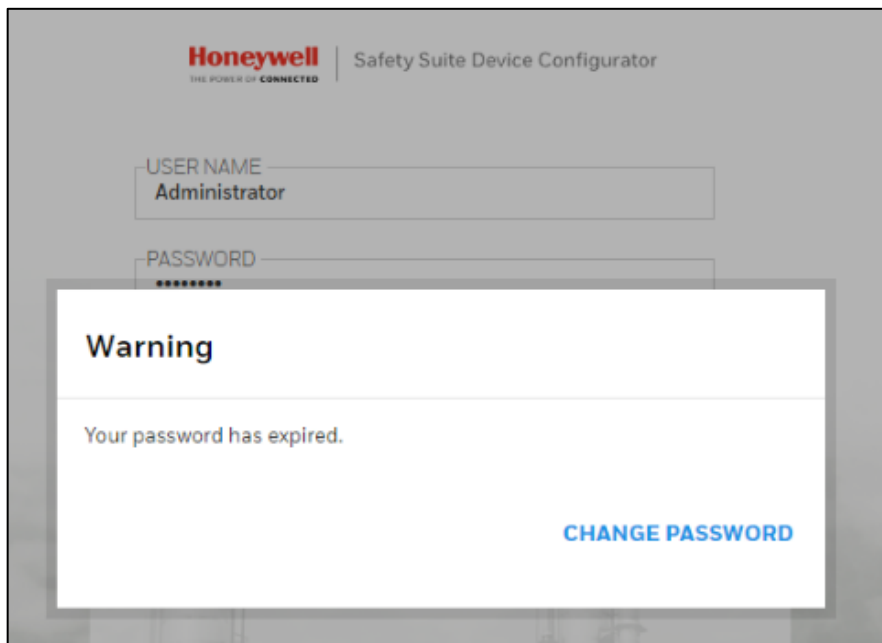 Honeywell
THE POWER OF CONNECTED
Safety Suite Device Configurator
USER NAME
Administrator
PASSWORD
••••••••
Warning
Your password has expired.
CHANGE PASSWORD